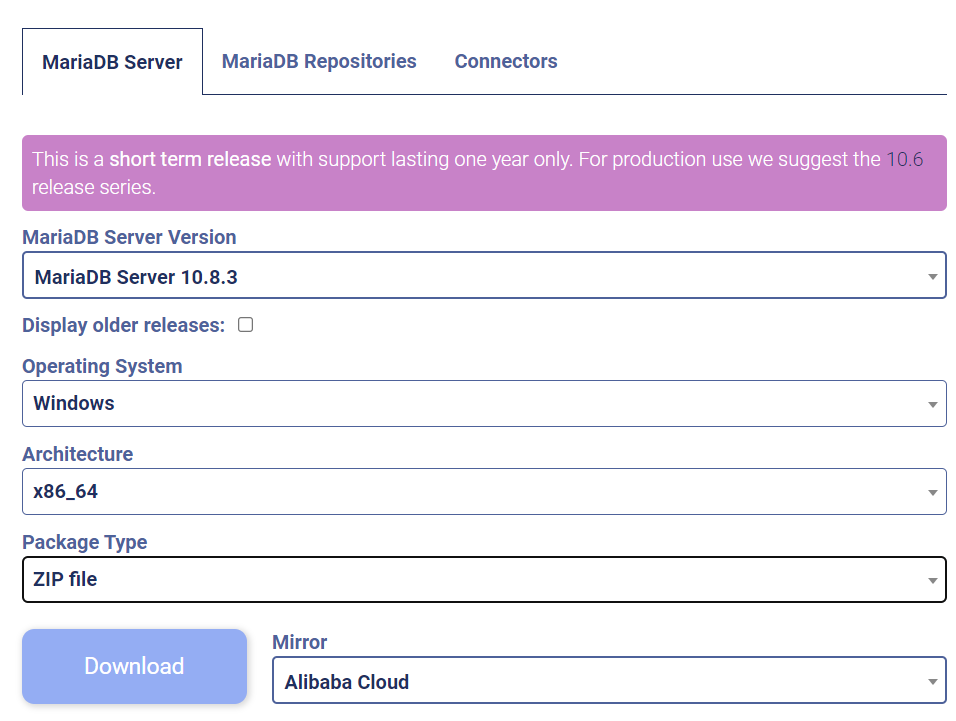 MariaDB Server MariaDB Repositories Connectors
This is a short term release with support lasting one year only. For production use we suggest the 10.6
release series.
MariaDB Server Version
MariaDB Server 10.8.3
Display older releases:
Operating System
Windows
Architecture
x86_64
Package Type
ZIP file
Download
Mirror
Alibaba Cloud